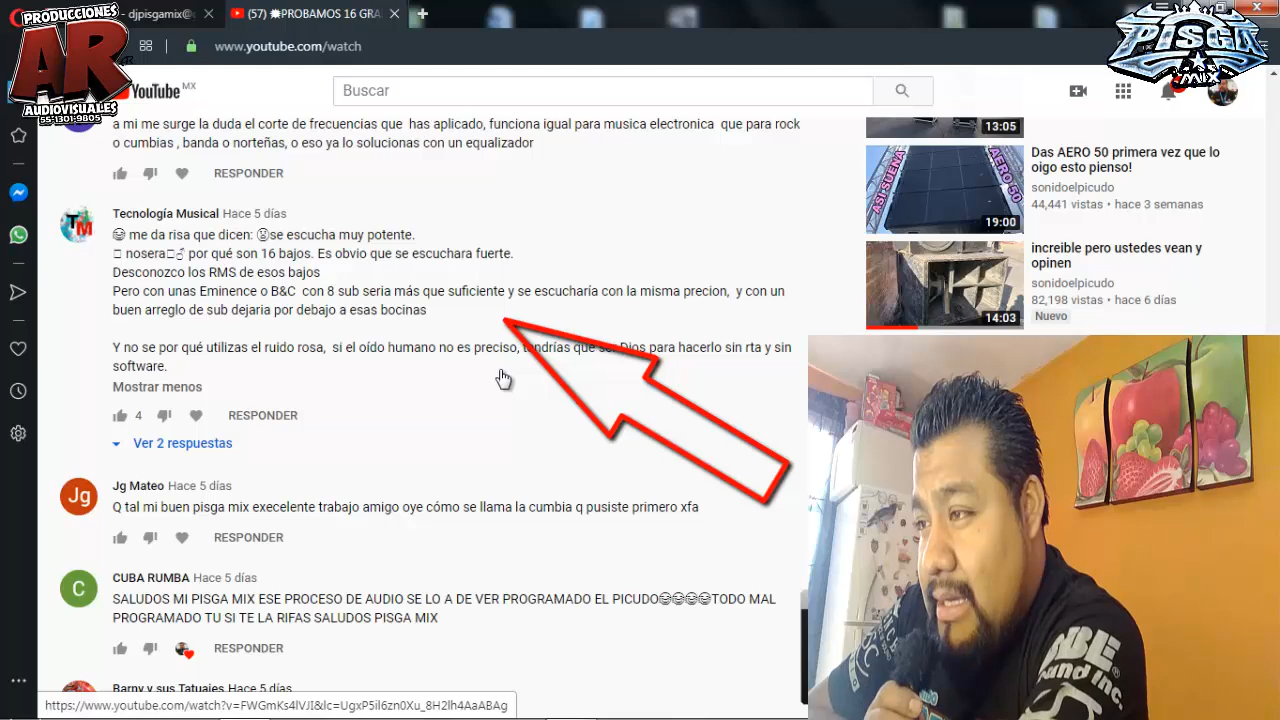 PRODUCCIONES
AR
AUDIOVISUALES
55-1301-9805
- djpisgamix@
(57) PROBAMOS 16 GRA
PISGA
MIX
www.youtube.com/watch
YouTube MX
Buscar
a mi me surge la duda el corte de frecuencias que has aplicado, funciona igual para musica electronica que para rock
o cumbias , banda o norteñas, o eso ya lo solucionas con un equalizador
RESPONDER
Tecnología Musical Hace 5 días
😅 me da risa que dicen: 😫se escucha muy potente.
nosera por qué son 16 bajos. Es obvio que se escuchara fuerte.
Desconozco los RMS de esos bajos
Pero con unas Eminence o B&C con 8 sub seria más que suficiente y se escucharía con la misma precion, y con un
buen arreglo de sub dejaria por debajo a esas bocinas
Y no se por qué utilizas el ruido rosa, si el oído humano no es preciso, tendrías que ser Dios para hacerlo sin rta y sin
software.
Mostrar menos
4 RESPONDER
Ver 2 respuestas
Jg
Jg Mateo Hace 5 días
Q tal mi buen pisga mix execelente trabajo amigo oye cómo se llama la cumbia q pusiste primero xfa
RESPONDER
C
CUBA RUMBA Hace 5 días
SALUDOS MI PISGA MIX ESE PROCESO DE AUDIO SE LO A DE VER PROGRAMADO EL PICUDO😂😂😂😂TODO MAL
PROGRAMADO TU SI TE LA RIFAS SALUDOS PISGA MIX
RESPONDER
Barny y sus Tatuajes Hace 5 días
https://www.youtube.com/watch?v=FWGmKs4lVJI&lc=UgxP5il6zn0Xu_8H2lh4AaABAg
13:05
ASI SUENA
AERO 50
19:00
Das AERO 50 primera vez que lo
oigo esto pienso!
sonidoelpicudo
44,441 vistas • hace 3 semanas
14:03
increible pero ustedes vean y
opinen
sonidoelpicudo
82,198 vistas • hace 6 días
Nuevo
TM
Sound Inc.